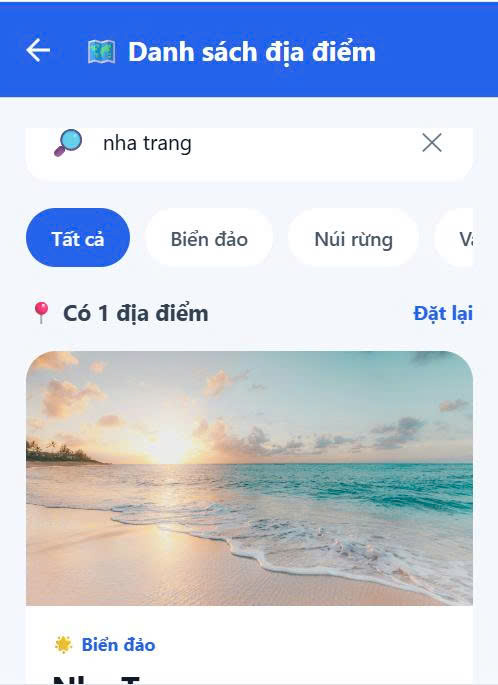 Danh sách địa điểm
nha trang
Tất cả
Biển đảo
Núi rừng
Có 1 địa điểm
Đặt lại
Biển đảo